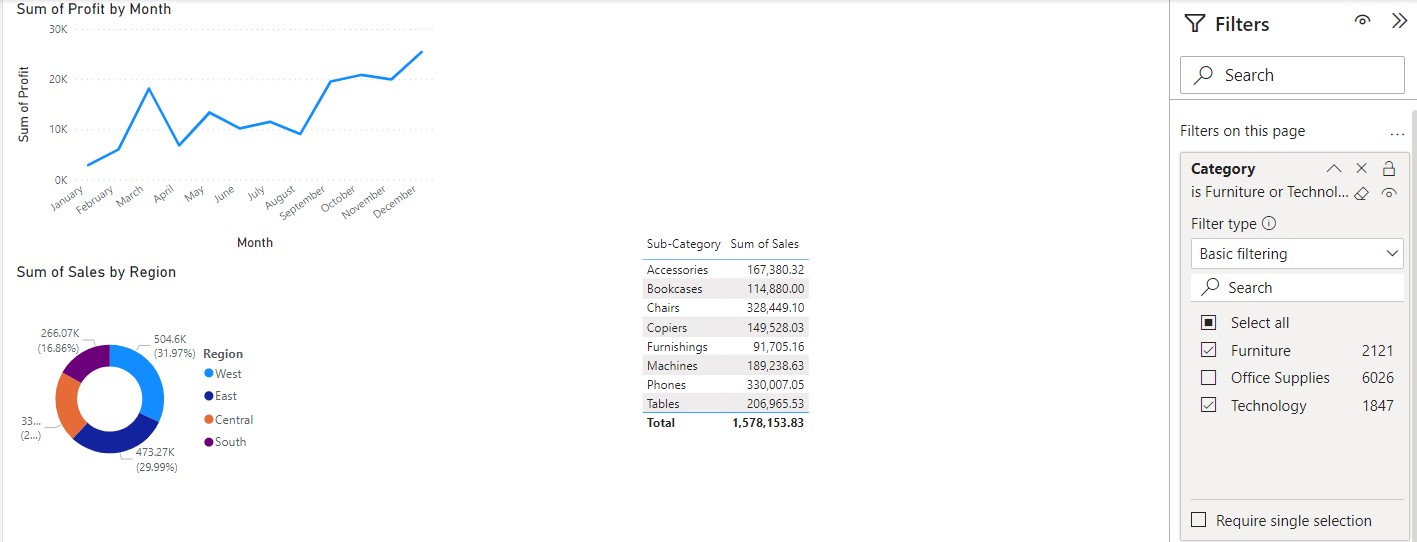 Sum of Profit by Month
30K
20K
10K
0K
Sum of Profit
January
February
March
April
May
June
July
August
September
October
November
December
Month
Sum of Sales by Region
266.07K
(16.86%)
504.6K
(31.97%)
33...
(2...)
473.27K
(29.99%)
Region
West
East
Central
South
Sub-Category Sum of Sales
Accessories 167,380.32
Bookcases 114,880.00
Chairs 328,449.10
Copiers 149,528.03
Furnishings 91,705.16
Machines 189,238.63
Phones 330,007.05
Tables 206,965.53
Total 1,578,153.83
Filters
Search
Filters on this page ...
Category
is Furniture or Technol...
Filter type
Basic filtering
Search
Select all
Furniture 2121
Office Supplies 6026
Technology 1847
Require single selection